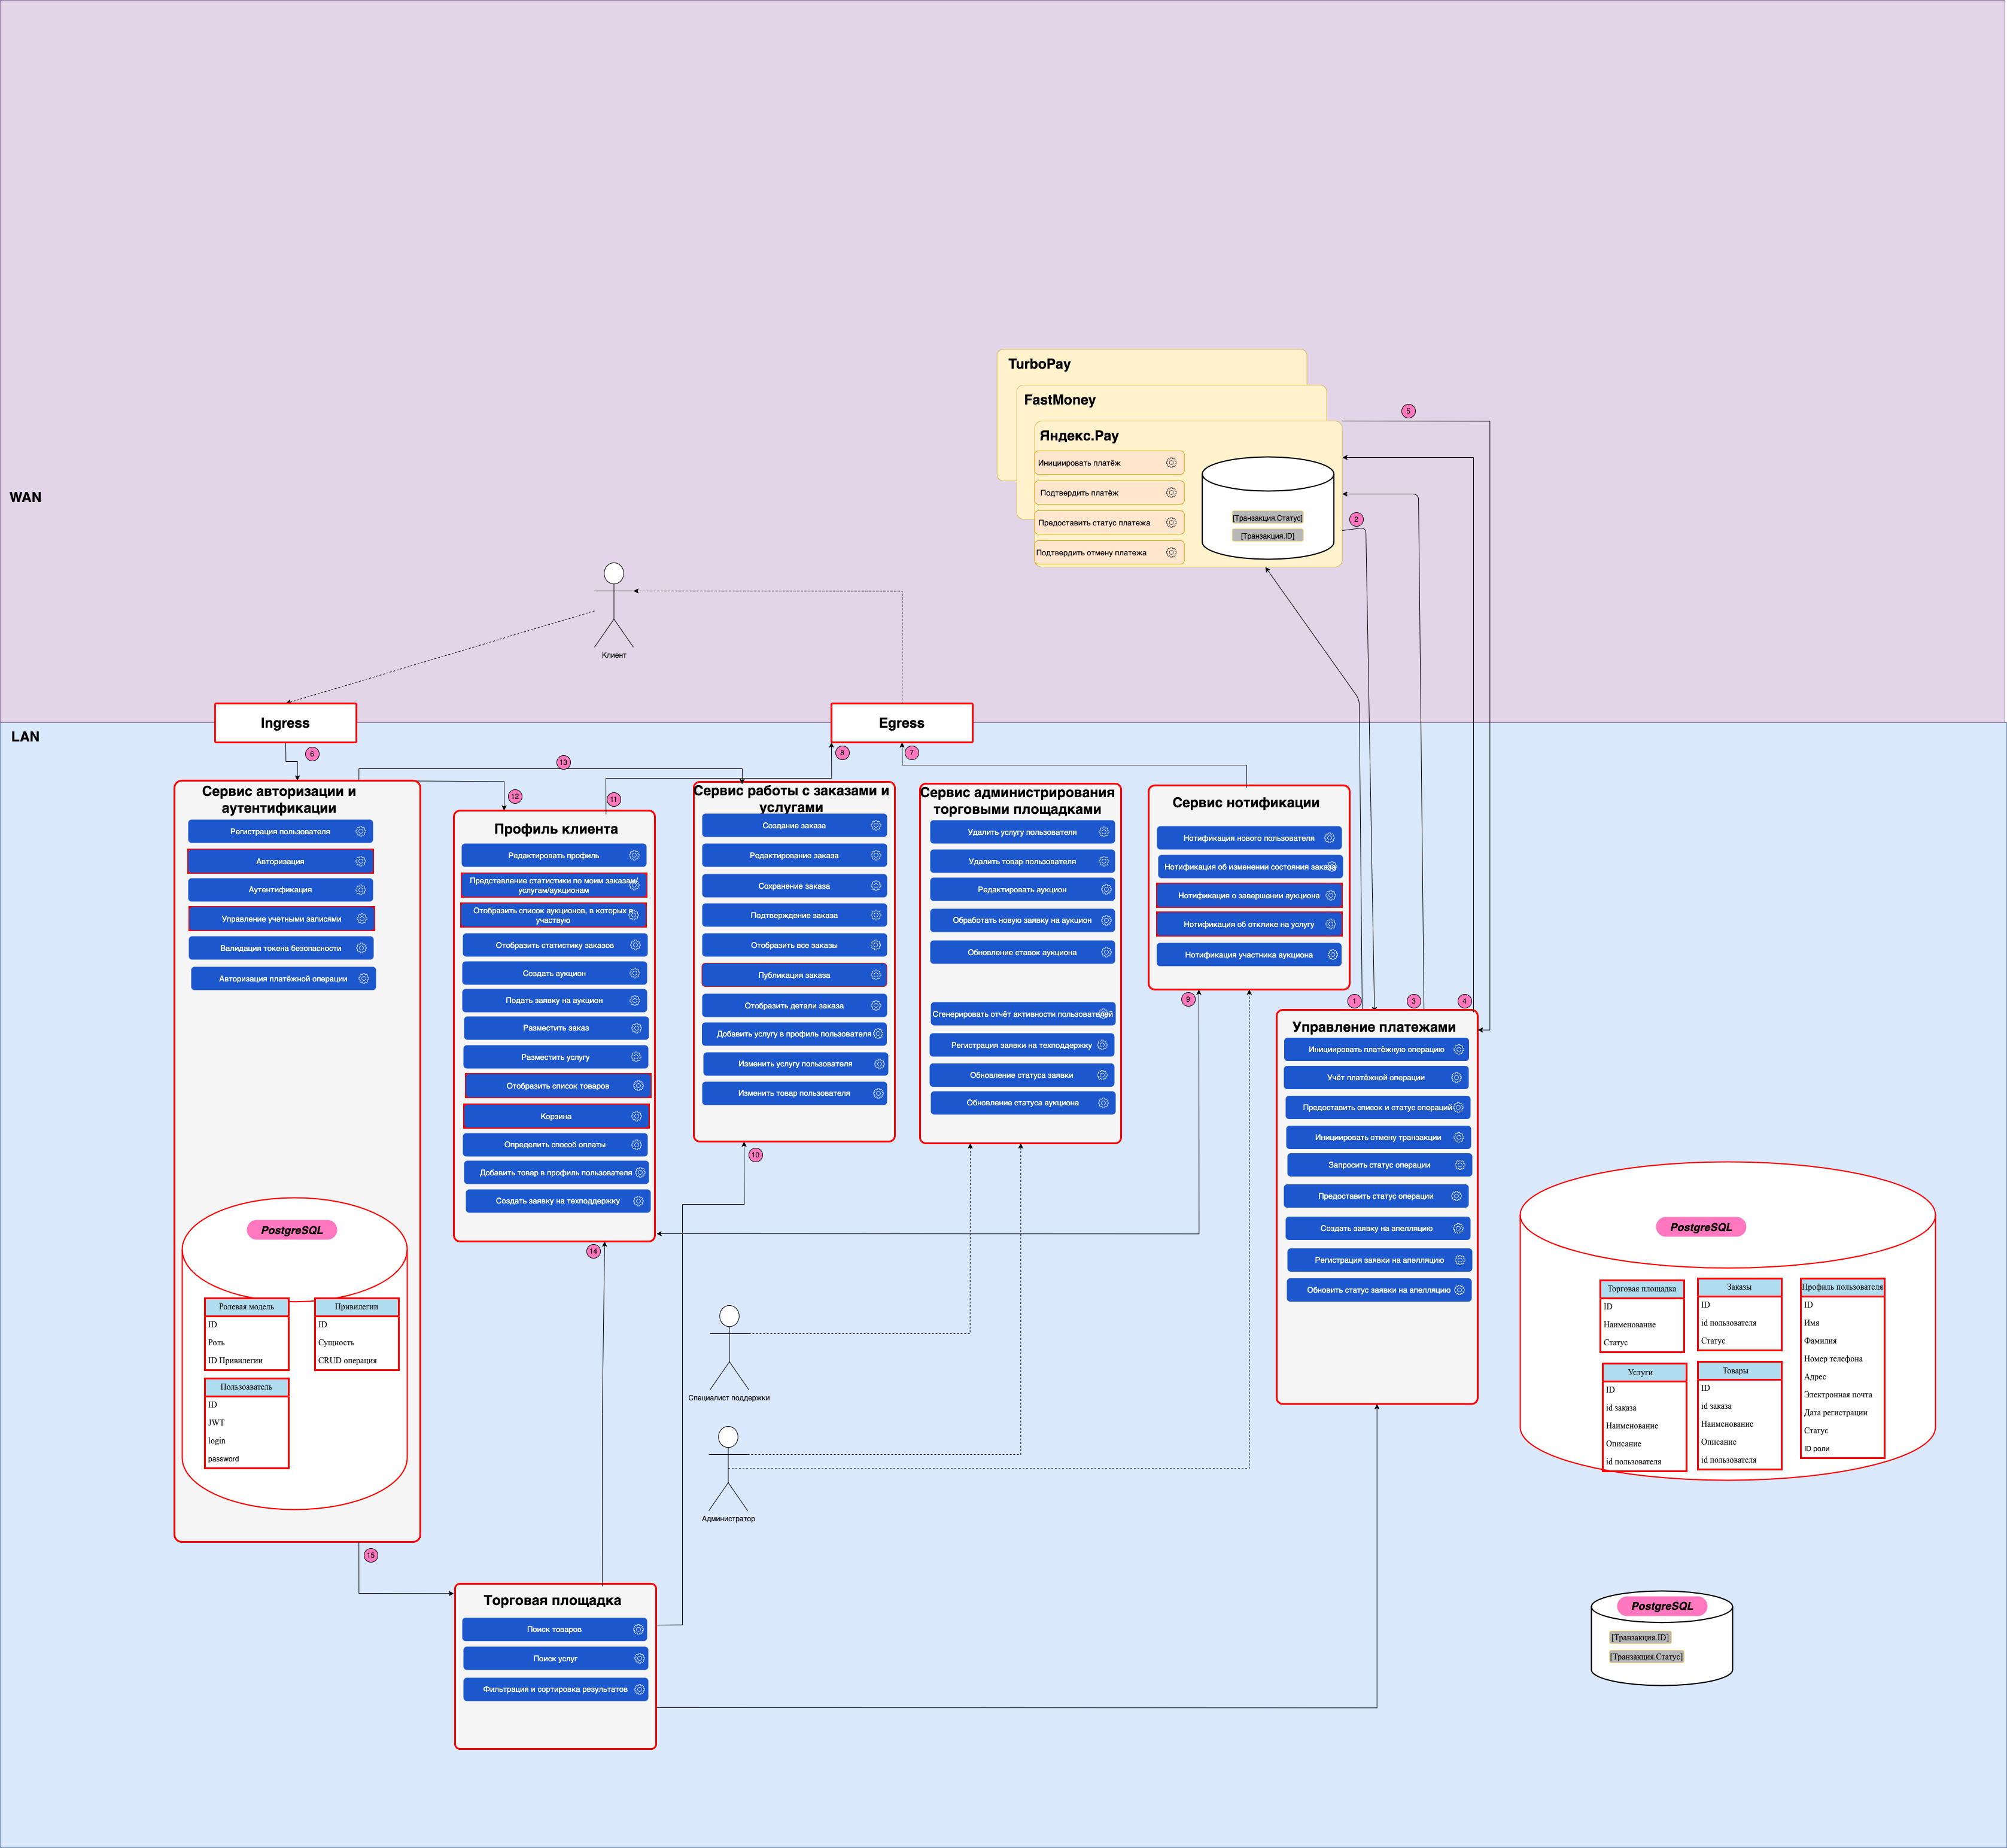 TurboPay
FastMoney
Яндекс.Pay
Инициировать платёж
Подтвердить платёж
Предоставить статус платежа
Подтвердить отмену платежа
[Транзакция.Статус]
[Транзакция.ID]
5
2
WAN
Клиент
Ingress
Egress
LAN
6
13
8
7
12
11
Сервис авторизации и
аутентификации
Регистрация пользователя
Авторизация
Аутентификация
Управление учетными записями
Валидация токена безопасности
Авторизация платёжной операции
PostgreSQL
Ролевая модель
ID
Роль
ID Привилегии
Привилегии
ID
Сущность
CRUD операция
Пользоаватель
ID
JWT
login
password
15
Профиль клиента
Редактировать профиль
Представление статистики по моим заказам/
услугам/аукционам
Отобразить список аукционов, в которых я
участвую
Отобразить статистику заказов
Создать аукцион
Подать заявку на аукцион
Разместить заказ
Разместить услугу
Отобразить список товаров
Корзина
Определить способ оплаты
Добавить товар в профиль пользователя
Создать заявку на техподдержку
14
Сервис работы с заказами и
услугами
Создание заказа
Редактирование заказа
Сохранение заказа
Подтверждение заказа
Отобразить все заказы
Публикация заказа
Отобразить детали заказа
Добавить услугу в профиль пользователя
Изменить услугу пользователя
Изменить товар пользователя
10
Сервис администрирования
торговыми площадками
Удалить услугу пользователя
Удалить товар пользователя
Редактировать аукцион
Обработать новую заявку на аукцион
Обновление ставок аукциона
Сгенерировать отчёт активности пользователей
Регистрация заявки на техподдержку
Обновление статуса заявки
Обновление статуса аукциона
Сервис нотификации
Нотификация нового пользователя
Нотификация об изменении состояния заказа
Нотификация о завершении аукциона
Нотификация об отклике на услугу
Нотификация участника аукциона
9
1
3
4
Управление платежами
Инициировать платёжную операцию
Учёт платёжной операции
Предоставить список и статус операций
Инициировать отмену транзакции
Запросить статус операции
Предоставить статус операции
Создать заявку на апелляцию
Регистрация заявки на апелляцию
Обновить статус заявки на апелляцию
Специалист поддержки
Администратор
PostgreSQL
Торговая площадка
ID
Наименование
Статус
Заказы
ID
id пользователя
Статус
Профиль пользователя
ID
Имя
Фамилия
Номер телефона
Адрес
Электронная почта
Дата регистрации
Статус
ID роли
Услуги
ID
id заказа
Наименование
Описание
id пользователя
Товары
ID
id заказа
Наименование
Описание
id пользователя
Торговая площадка
Поиск товаров
Поиск услуг
Фильтрация и сортировка результатов
PostgreSQL
[Транзакция.ID]
[Транзакция.Статус]